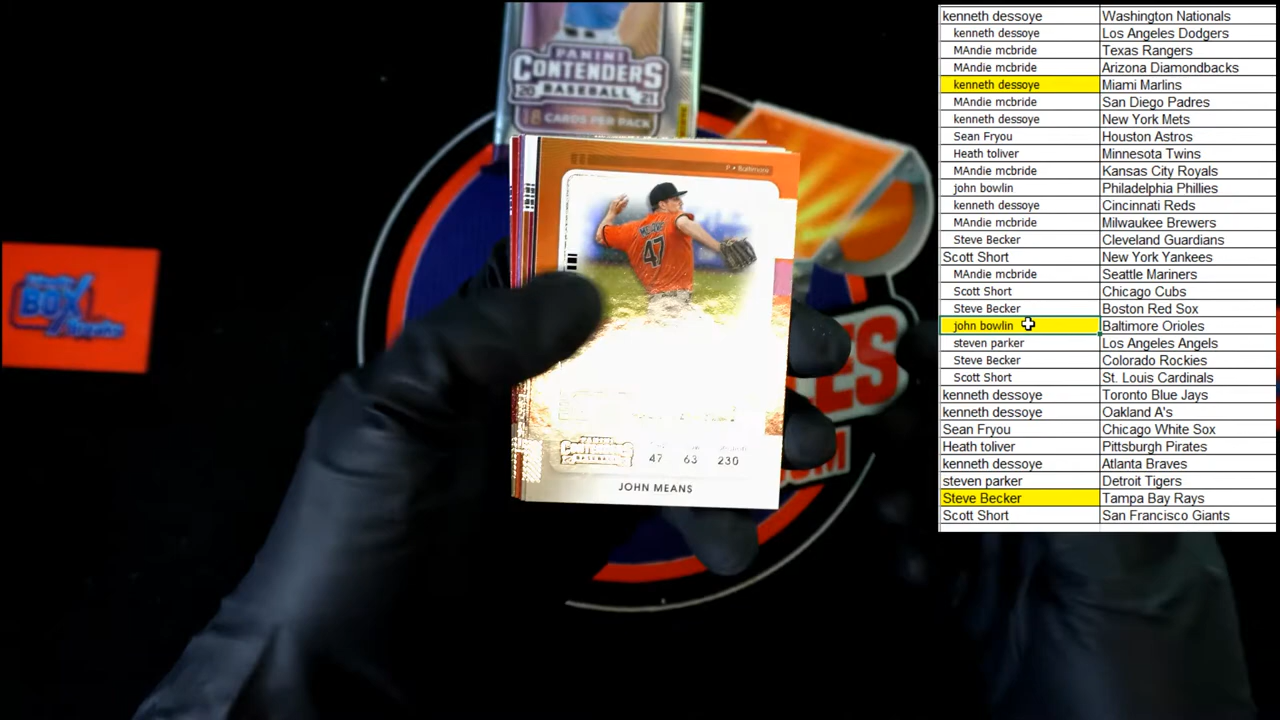 PANINI
CONTENDERS
20 BASEBALL 21
18 CARDS PER PACK
P • Baltimore
MEANS
47
PANINI
CONTENDERS
BASEBALL
47 63 230
JOHN MEANS
BOX
kenneth dessoye Washington Nationals
kenneth dessoye Los Angeles Dodgers
MAndie mcbride Texas Rangers
MAndie mcbride Arizona Diamondbacks
kenneth dessoye Miami Marlins
MAndie mcbride San Diego Padres
kenneth dessoye New York Mets
Sean Fryou Houston Astros
Heath toliver Minnesota Twins
MAndie mcbride Kansas City Royals
john bowlin Philadelphia Phillies
kenneth dessoye Cincinnati Reds
MAndie mcbride Milwaukee Brewers
Steve Becker Cleveland Guardians
Scott Short New York Yankees
MAndie mcbride Seattle Mariners
Scott Short Chicago Cubs
Steve Becker Boston Red Sox
john bowlin Baltimore Orioles
steven parker Los Angeles Angels
Steve Becker Colorado Rockies
Scott Short St. Louis Cardinals
kenneth dessoye Toronto Blue Jays
kenneth dessoye Oakland A's
Sean Fryou Chicago White Sox
Heath toliver Pittsburgh Pirates
kenneth dessoye Atlanta Braves
steven parker Detroit Tigers
Steve Becker Tampa Bay Rays
Scott Short San Francisco Giants